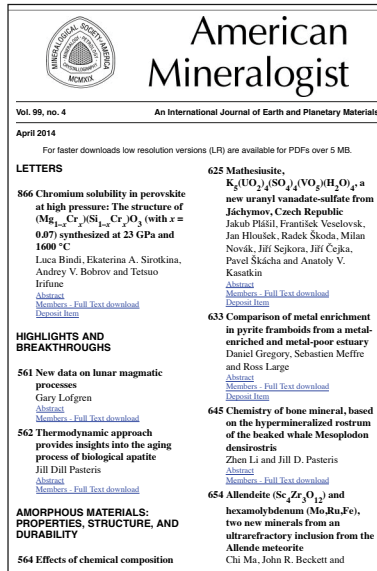 MINERALOGICAL SOCIETY OF AMERICA
MINERALOGY
PETROLOGY
CRYSTALLOGRAPHY
MCMXIX
American
Mineralogist
Vol. 99, no. 4 An International Journal of Earth and Planetary Materials
April 2014
For faster downloads low resolution versions (LR) are available for PDFs over 5 MB.
LETTERS
866 Chromium solubility in perovskite
at high pressure: The structure of
(Mg₁₋ₓCrₓ)(Si₁₋ₓCrₓ)O₃ (with x =
0.07) synthesized at 23 GPa and
1600 °C
Luca Bindi, Ekaterina A. Sirotkina,
Andrey V. Bobrov and Tetsuo
Irifune
Abstract
Members - Full Text download
Deposit Item
HIGHLIGHTS AND
BREAKTHROUGHS
561 New data on lunar magmatic
processes
Gary Lofgren
Abstract
Members - Full Text download
562 Thermodynamic approach
provides insights into the aging
process of biological apatite
Jill Dill Pasteris
Abstract
Members - Full Text download
AMORPHOUS MATERIALS:
PROPERTIES, STRUCTURE, AND
DURABILITY
564 Effects of chemical composition
625 Mathesiusite,
K₅(UO₂)₄(SO₄)₄(VO₅)(H₂O)₄, a
new uranyl vanadate-sulfate from
Jáchymov, Czech Republic
Jakub Plášil, František Veselovsk,
Jan Hloušek, Radek Škoda, Milan
Novák, Jiří Sejkora, Jiří Čejka,
Pavel Škácha and Anatoly V.
Kasatkin
Abstract
Members - Full Text download
Deposit Item
633 Comparison of metal enrichment
in pyrite framboids from a metal-
enriched and metal-poor estuary
Daniel Gregory, Sebastien Meffre
and Ross Large
Abstract
Members - Full Text download
Deposit Item
645 Chemistry of bone mineral, based
on the hypermineralized rostrum
of the beaked whale Mesoplodon
densirostris
Zhen Li and Jill D. Pasteris
Abstract
Members - Full Text download
654 Allendeite (Sc₄Zr₃O₁₂) and
hexamolybdenum (Mo,Ru,Fe),
two new minerals from an
ultrarefractory inclusion from the
Allende meteorite
Chi Ma, John R. Beckett and